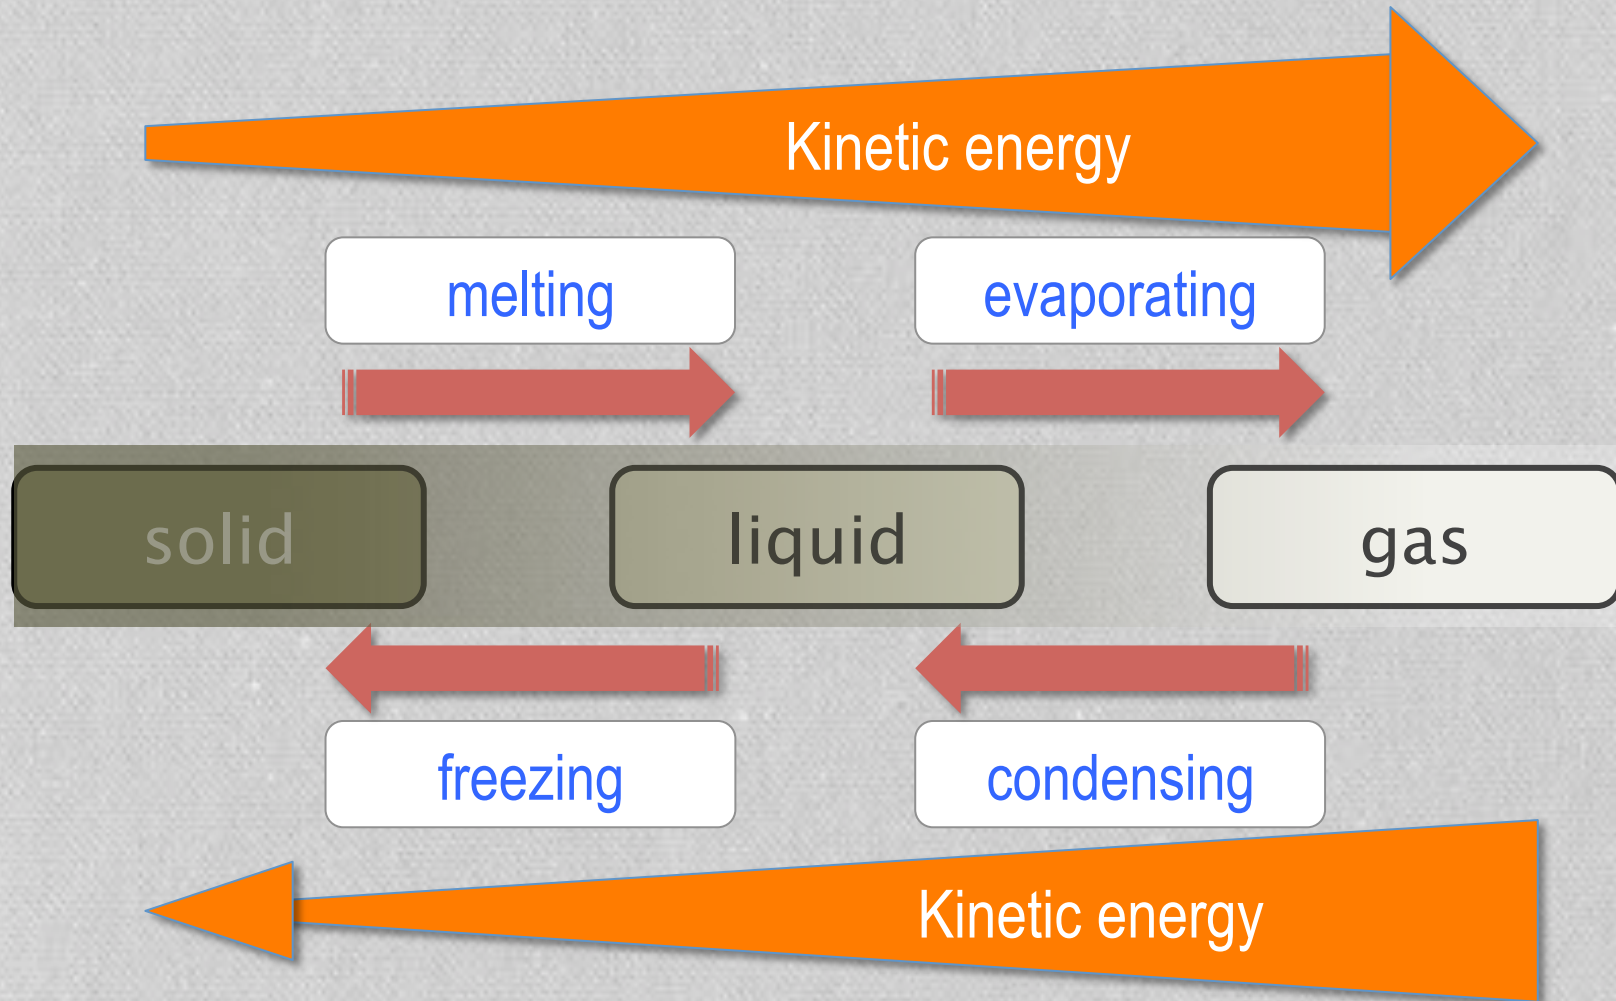 Kinetic energy
melting
evaporating
solid
liquid
gas
freezing
condensing
Kinetic energy